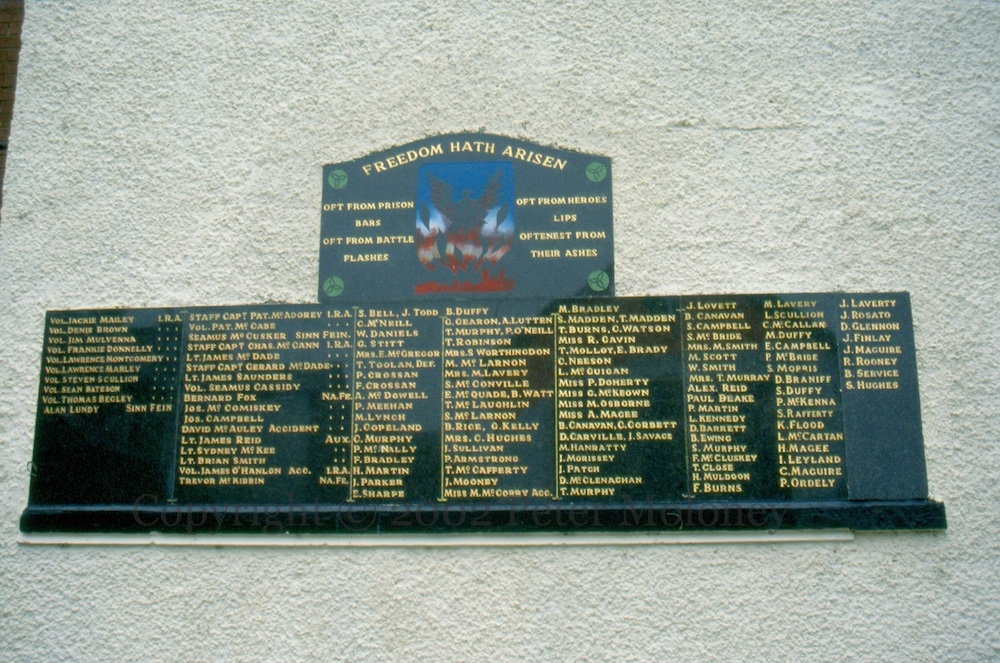 FREEDOM HATH ARISEN
OFT FROM PRISON
BARS
OFT FROM BATTLE
FLASHES
OFT FROM HEROES
LIPS
OFTENEST FROM
THEIR ASHES
VOL. JACKIE MAILEY I.R.A.
VOL. DENIS BROWN
VOL. JIM MULVENNA
VOL. FRANKIE DONNELLY
VOL. LAWRENCE MONTGOMERY
VOL. LAWRENCE MARLEY
VOL. STEVEN SCULLION
VOL. SEAN BATESON
VOL. THOMAS BEGLEY
ALAN LUNDY SINN FEIN
STAFF CAPT PAT. McADOREY I.R.A.
VOL. PAT. McCABE
SEAMUS McCUSKER SINN FEIN.
STAFF CAPT CHAS. McCANN I.R.A.
LT. JAMES McDADE
STAFF CAPT GERARD McDADE
LT. JAMES SAUNDERS
VOL. SEAMUS CASSIDY
BERNARD FOX NA.FE.
JOS. McCOMISKEY
JOS. CAMPBELL
DAVID McAULEY ACCIDENT
LT. JAMES REID AUX.
LT. SYDNEY McKEE
LT. BRIAN SMITH
VOL. JAMES O'HANLON ACC. I.R.A.
TREVOR McKIBBIN NA.FE.
S. BELL, J. TODD
C. McNEILL
W. DANIELS
G. STITT
MRS. E. McGREGOR
T. TOOLAN, DEF.
P. CROSSAN
F. CROSSAN
A. McDOWELL
P. MEEHAN
M. LYNCH
J. COPELAND
C. MURPHY
P. McNALLY
F. BRADLEY
H. MARTIN
J. PARKER
E. SHARPE
B. DUFFY
G. GEARON, A. LUTTEN
T. MURPHY, P. O'NEILL
T. ROBINSON
MRS. S WORTHINGDON
M. McLARNON
MRS. M. LAVERY
S. McCONVILLE
E. McQUADE, B. WATT
T. McLAUGHLIN
S. McLARNON
B. RICE, G. KELLY
MRS. C. HUGHES
J. SULLIVAN
P. ARMSTRONG
T. McCAFFERTY
J. MOONEY
MISS M. McCORRY ACC.
M. BRADLEY
S. MADDEN, T. MADDEN
T. BURNS, C. WATSON
MISS R. GAVIN
T. MOLLOY, E. BRADY
C. NEESON
L. McGUIGAN
MISS P. DOHERTY
MISS G. McKEOWN
MISS M. OSBORNE
MISS A. MAGEE
B. CANAVAN, G. CORBETT
D. CARVILLE, J. SAVAGE
M. HANRATTY
J. MORRISSEY
J. PATCH
D. McCLENAGHAN
T. MURPHY
J. LOVETT
B. CANAVAN
S. CAMPBELL
S. McBRIDE
MRS. M. SMITH
M. SCOTT
W. SMITH
MRS. T. MURRAY
ALEX. REID
PAUL BEAKE
P. MARTIN
L. KENNEDY
D. BARRETT
B. EWING
S. MURPHY
F. McCLUSKEY
T. CLOSE
H. MULDOON
F. BURNS
M. LAVERY
L. SCULLION
C. McCALLAN
M. DUFFY
E. CAMPBELL
P. McBRIDE
S. MORRIS
D. BRANIFF
S. DUFFY
P. McKENNA
S. RAFFERTY
K. FLOOD
L. McCARTAN
H. MAGEE
J. LEYLAND
C. MAGUIRE
P. ORDELY
J. LAVERTY
J. ROSATO
D. GLENNON
J. FINLAY
J. MAGUIRE
R. ROONEY
B. SERVICE
S. HUGHES
Copyright © 2002 Peter Moloney